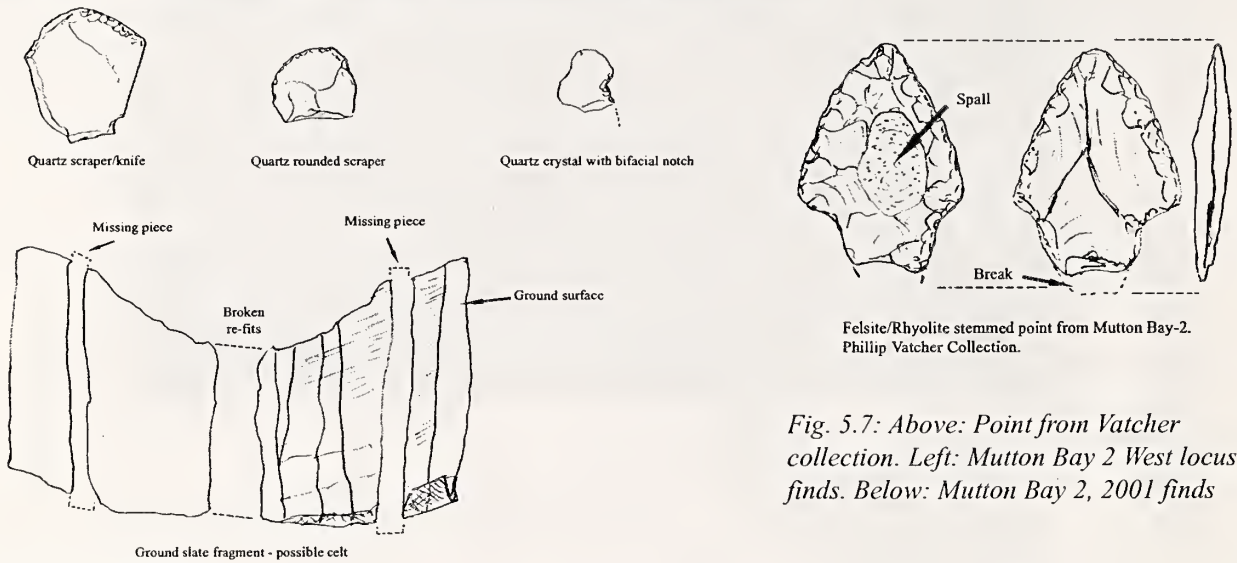 Quartz scraper/knife
Quartz rounded scraper
Quartz crystal with bifacial notch
Missing piece
Missing piece
Broken
re-fits
Ground surface
Ground slate fragment - possible celt
Spall
Break
Felsite/Rhyolite stemmed point from Mutton Bay-2.
Phillip Vatcher Collection.
Fig. 5.7: Above: Point from Vatcher
collection. Left: Mutton Bay 2 West locus
finds. Below: Mutton Bay 2, 2001 finds